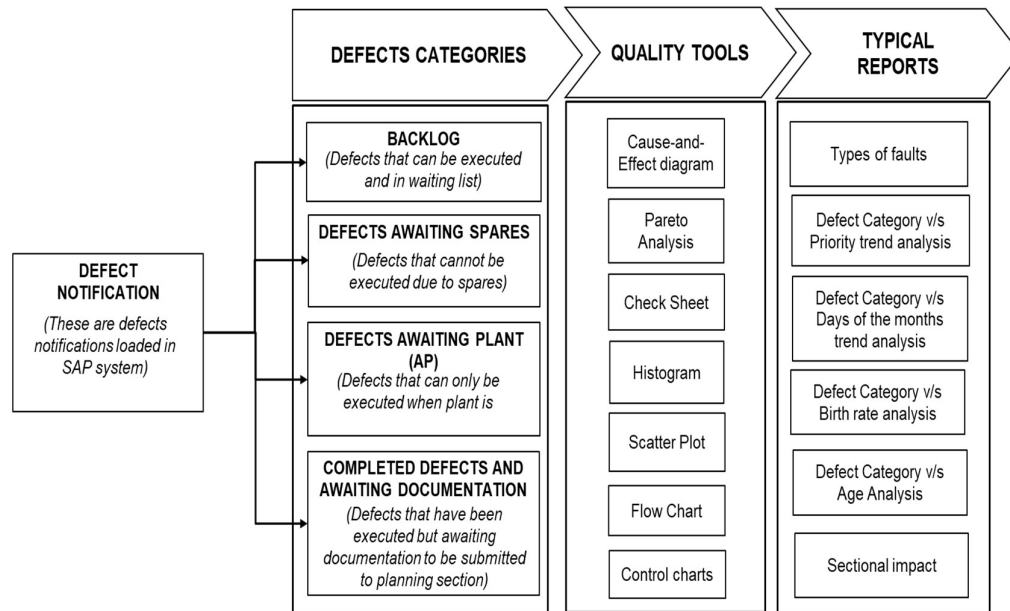 DEFECTS CATEGORIES
QUALITY TOOLS
TYPICAL
REPORTS
DEFECT
NOTIFICATION
(These are defects
notifications loaded in
SAP system)
BACKLOG
(Defects that can be executed
and in waiting list)
DEFECTS AWAITING SPARES
(Defects that cannot be
executed due to spares)
DEFECTS AWAITING PLANT
(AP)
(Defects that can only be
executed when plant is
COMPLETED DEFECTS AND
AWAITING DOCUMENTATION
(Defects that have been
executed but awaiting
documentation to be submitted
to planning section)
Cause-and-
Effect diagram
Pareto
Analysis
Check Sheet
Histogram
Scatter Plot
Flow Chart
Control charts
Types of faults
Defect Category v/s
Priority trend analysis
Defect Category v/s
Days of the months
trend analysis
Defect Category v/s
Birth rate analysis
Defect Category v/s
Age Analysis
Sectional impact